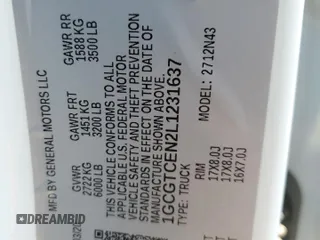 MFD BY GENERAL MOTORS LLC
GVWR GAWR FRT GAWR RR
2722 KG 1451 KG 1588 KG
6000 LB 3200 LB 3500 LB
THIS VEHICLE CONFORMS TO ALL
APPLICABLE U.S. FEDERAL MOTOR
VEHICLE SAFETY AND THEFT PREVENTION
STANDARDS IN EFFECT ON THE DATE OF
MANUFACTURE SHOWN ABOVE.
1GCGTCEN2L1231637 2712N43
TYPE: TRUCK
RIM
17X8.0J
17X8.0J
16X7.0J
DREAMBID